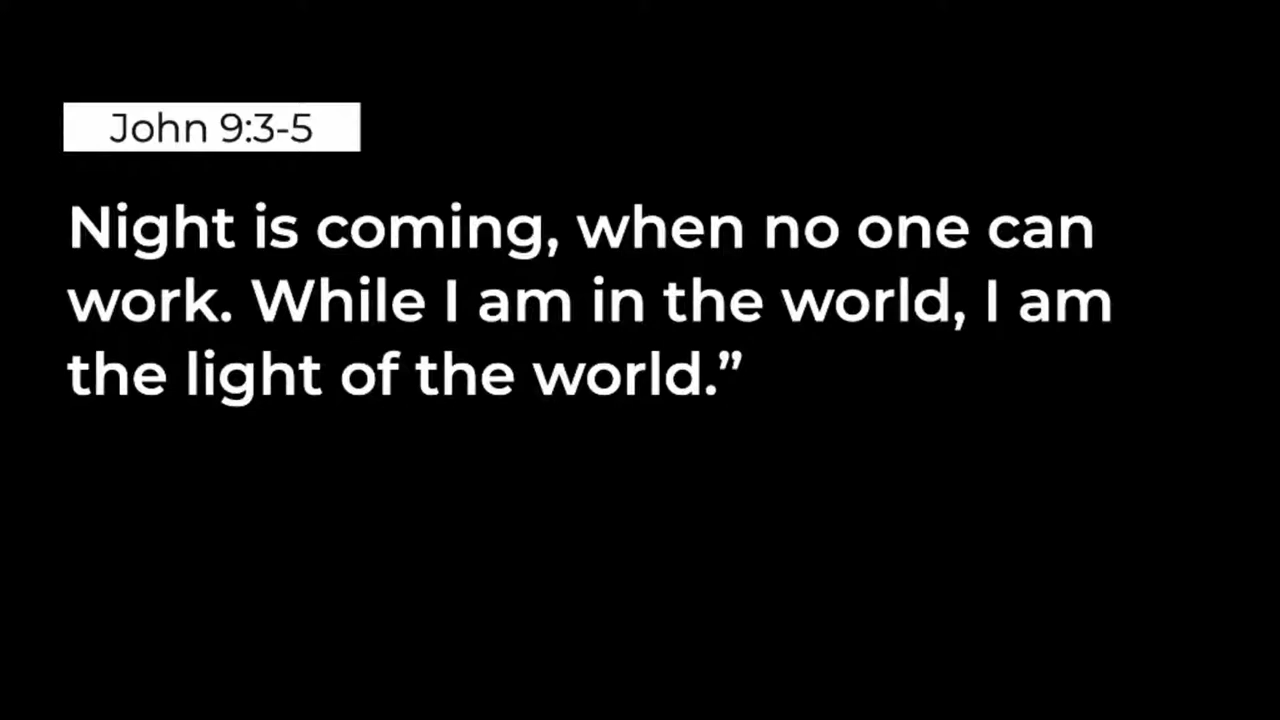 John 9:3-5
Night is coming, when no one can
work. While I am in the world, I am
the light of the world.”